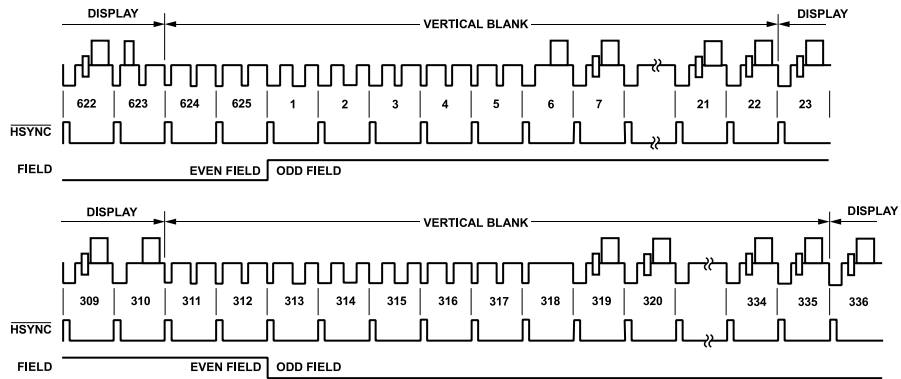 DISPLAY VERTICAL BLANK DISPLAY
622 623 624 625 1 2 3 4 5 6 7 21 22 23
HSYNC
FIELD EVEN FIELD ODD FIELD
DISPLAY VERTICAL BLANK DISPLAY
309 310 311 312 313 314 315 316 317 318 319 320 334 335 336
HSYNC
FIELD EVEN FIELD ODD FIELD